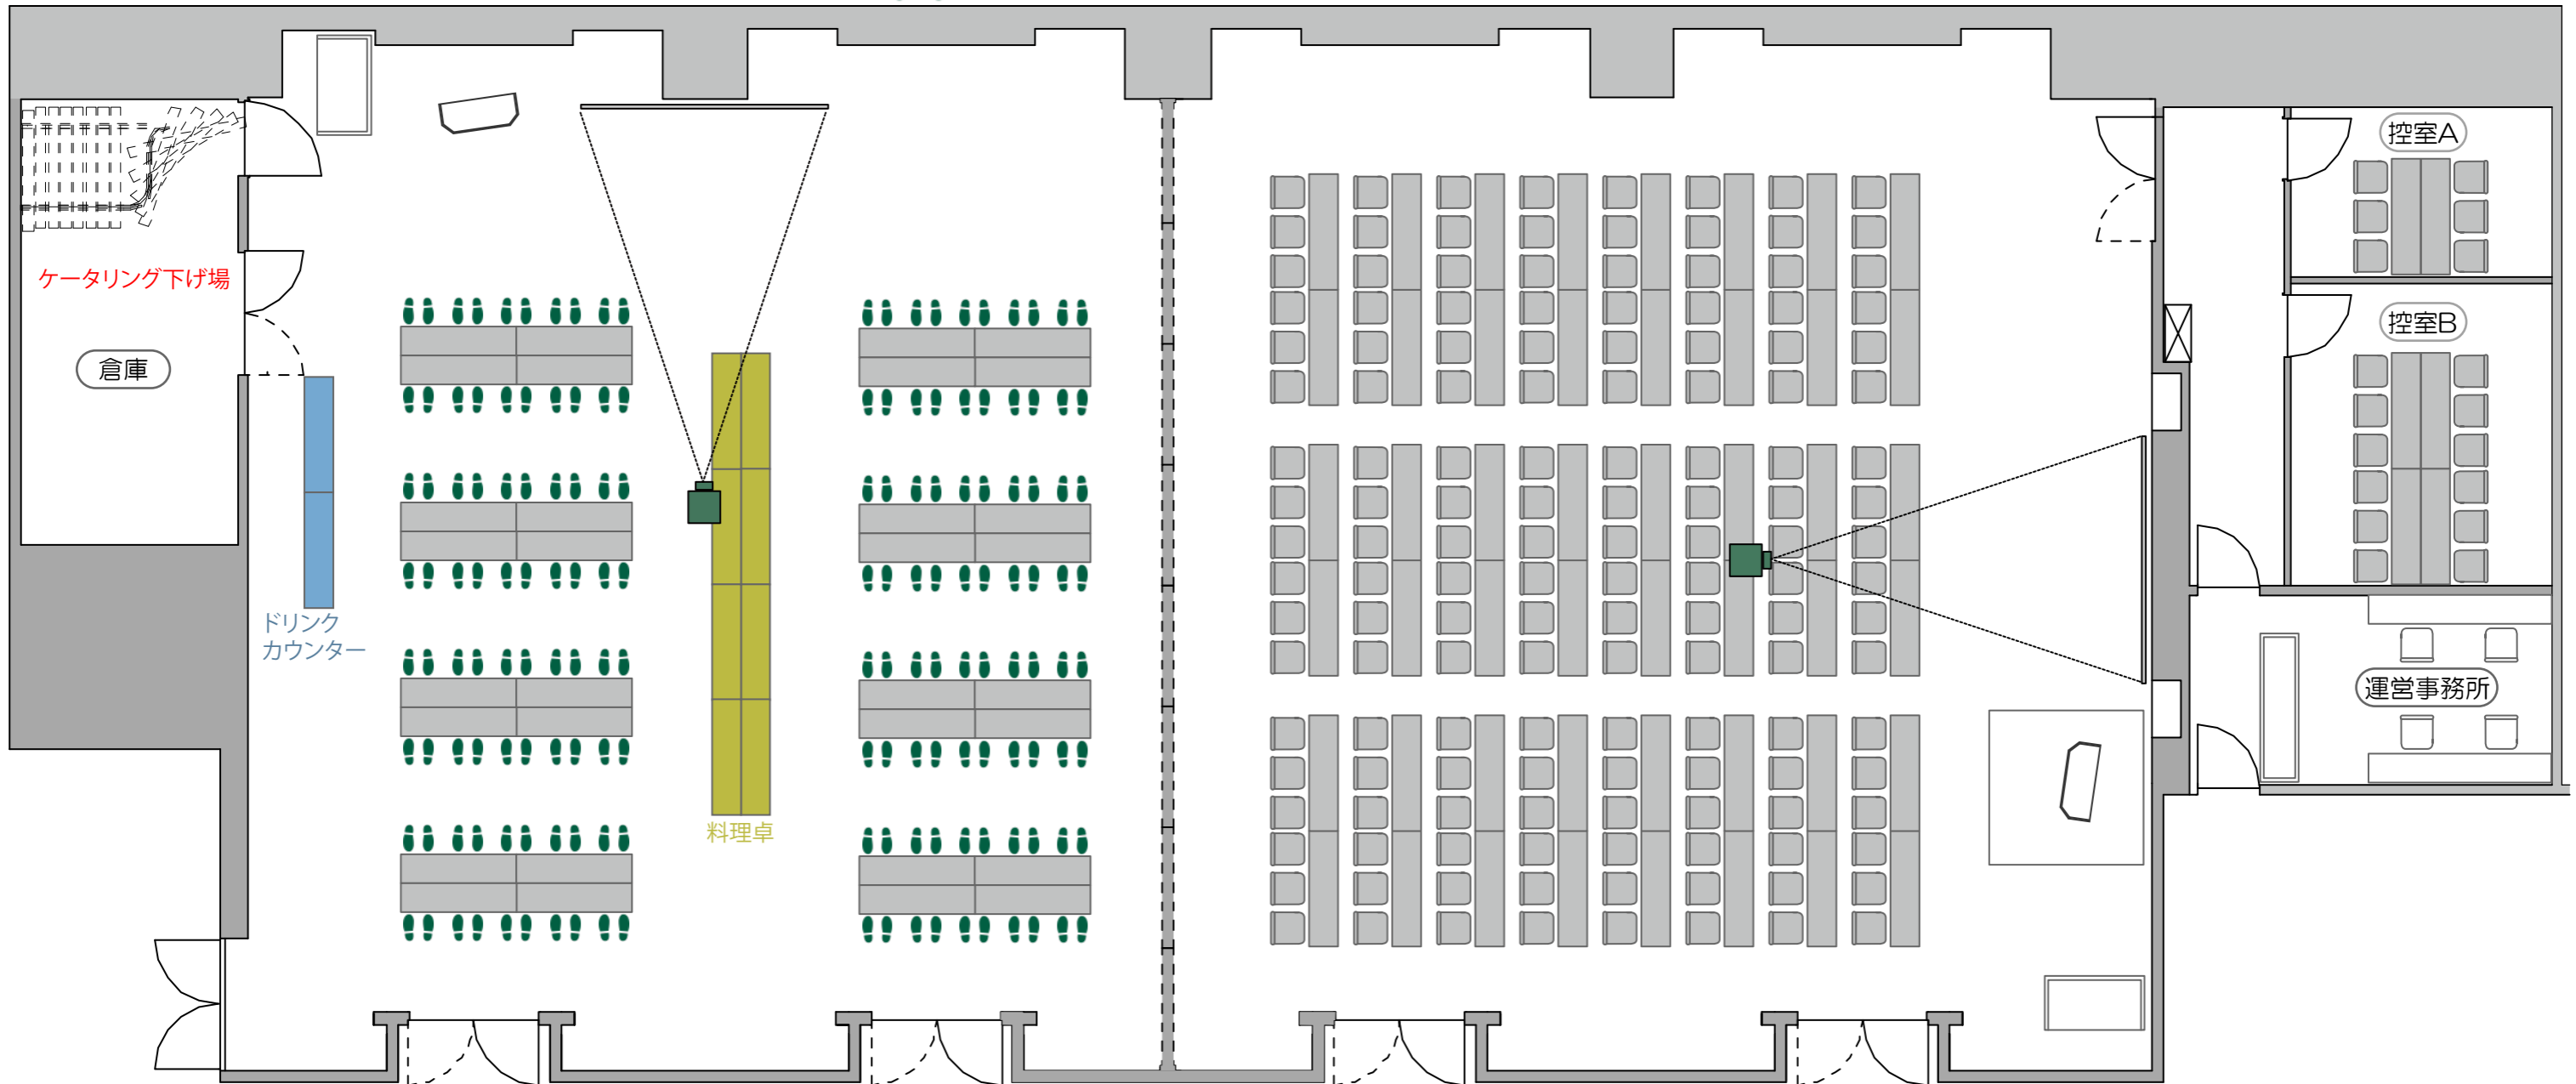 控室A
ケータリング下げ場
控室B
倉庫
ドリンク
カウンター
運営事務所
料理卓